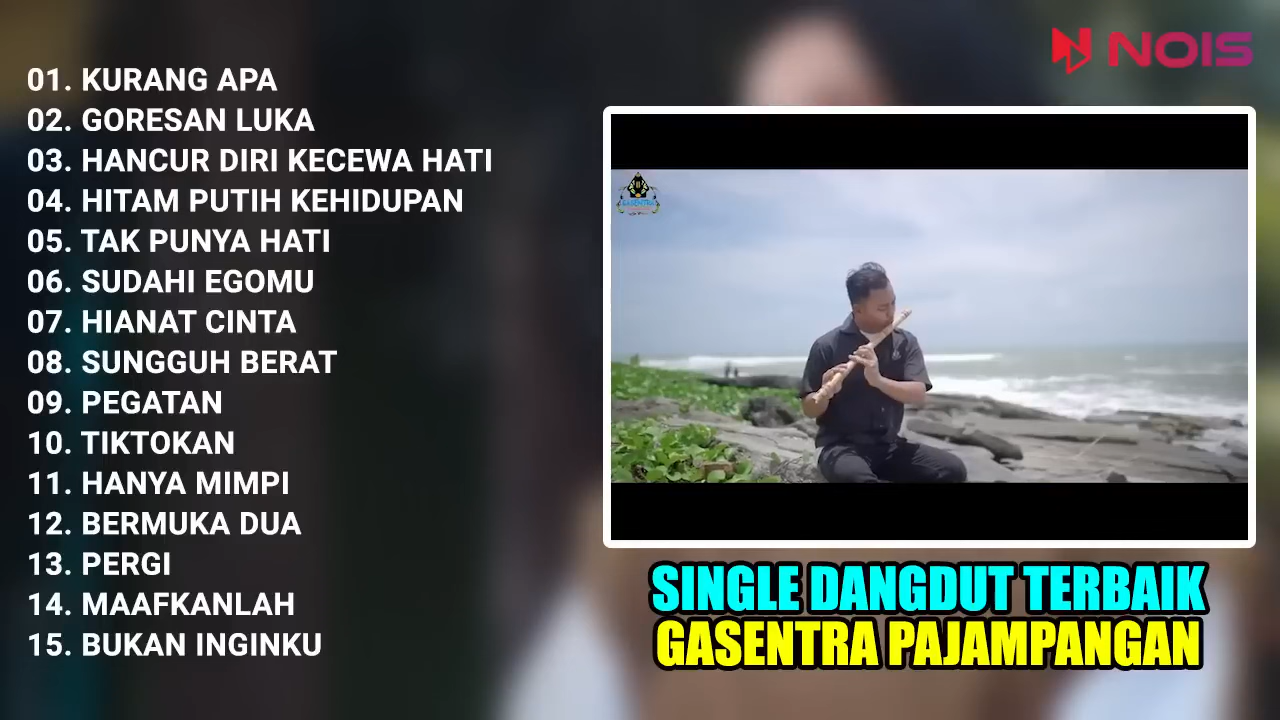 NOIS
01. KURANG APA
02. GORESAN LUKA
03. HANCUR DIRI KECEWA HATI
04. HITAM PUTIH KEHIDUPAN
05. TAK PUNYA HATI
06. SUDAHI EGOMU
07. HIANAT CINTA
08. SUNGGUH BERAT
09. PEGATAN
10. TIKTOKAN
11. HANYA MIMPI
12. BERMUKA DUA
13. PERGI
14. MAAFKANLAH
15. BUKAN INGINKU
GASENTRA
SINGLE DANGDUT TERBAIK
GASENTRA PAJAMPANGAN